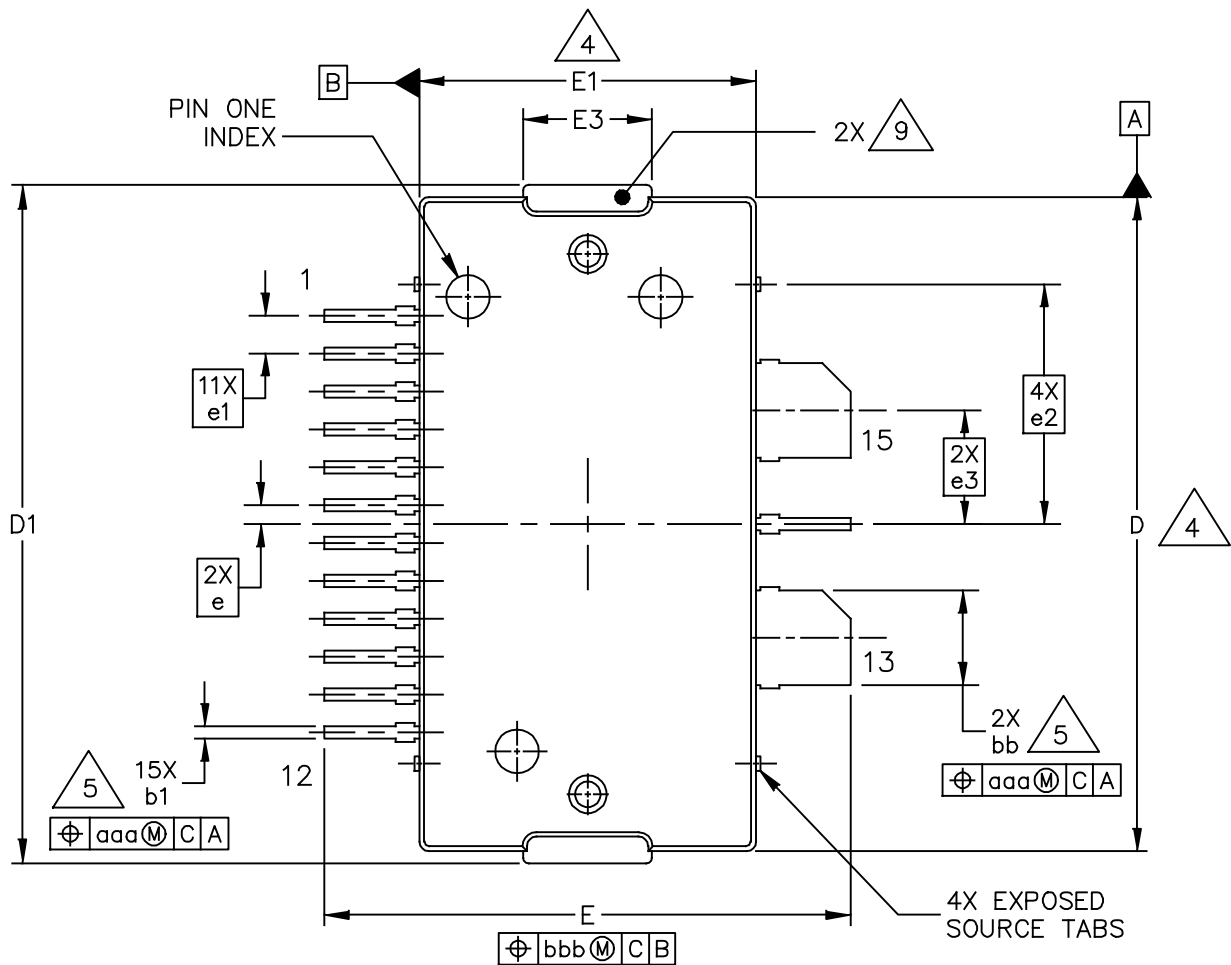 4
B
E1
PIN ONE
INDEX
E3
2X 9
A
1
11X
e1
4X
e2
15
2X
e3
D1
D 4
2X
e
13
2X
bb 5
⌖ aaa Ⓜ C A
5 15X
b1
12
⌖ aaa Ⓜ C A
E
⌖ bbb Ⓜ C B
4X EXPOSED
SOURCE TABS